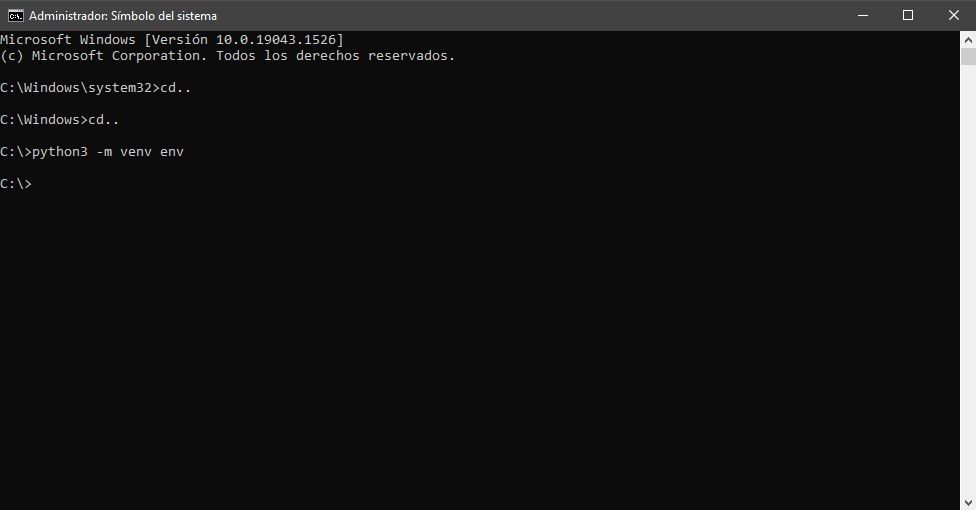 Administrador: Símbolo del sistema
Microsoft Windows [Versión 10.0.19043.1526]
(c) Microsoft Corporation. Todos los derechos reservados.
C:\Windows\system32>cd..
C:\Windows>cd..
C:\>python3 -m venv env
C:\>